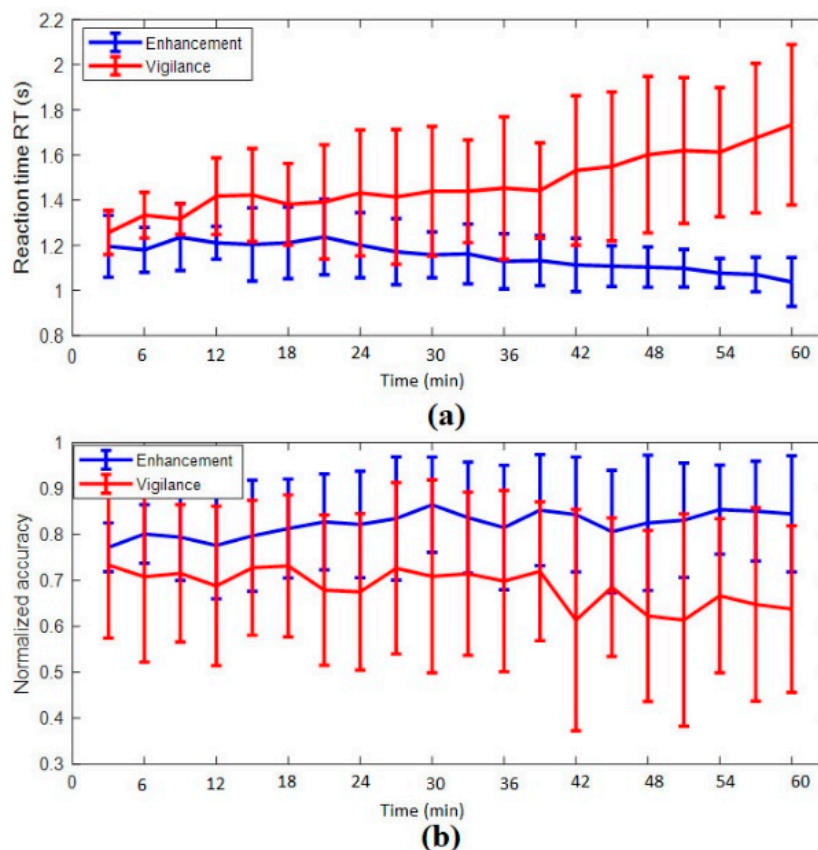 2.2
2
1.8
1.6
1.4
1.2
1
0.8
Reaction time RT (s)
Enhancement
Vigilance
0 6 12 18 24 30 36 42 48 54 60
Time (min)
(a)
1
0.9
0.8
0.7
0.6
0.5
0.4
0.3
Normalized accuracy
Enhancement
Vigilance
0 6 12 18 24 30 36 42 48 54 60
Time (min)
(b)